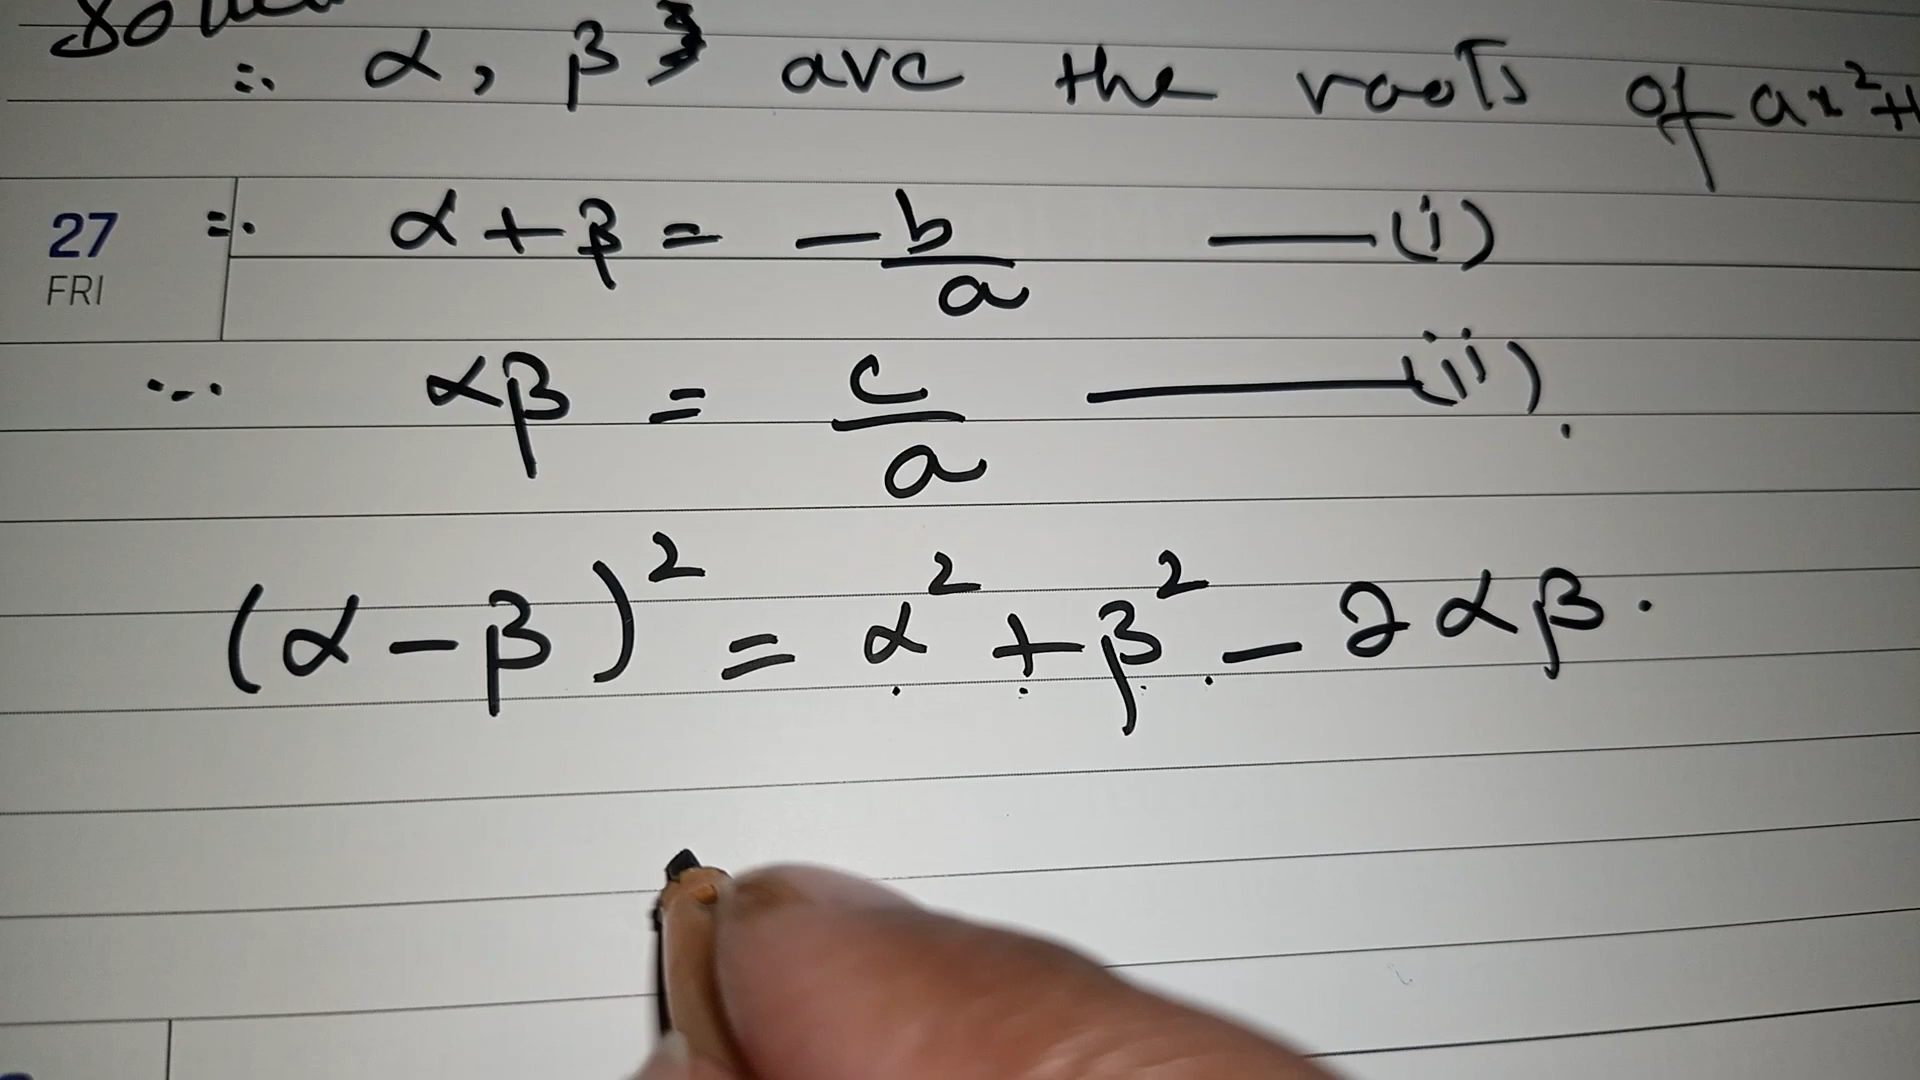 ∴ α, β are the roots of ax²+
27
FRI
∴ α + β = -b/a —(i)
∴ αβ = c/a —(ii).
(α - β)² = α² + β² - 2αβ.